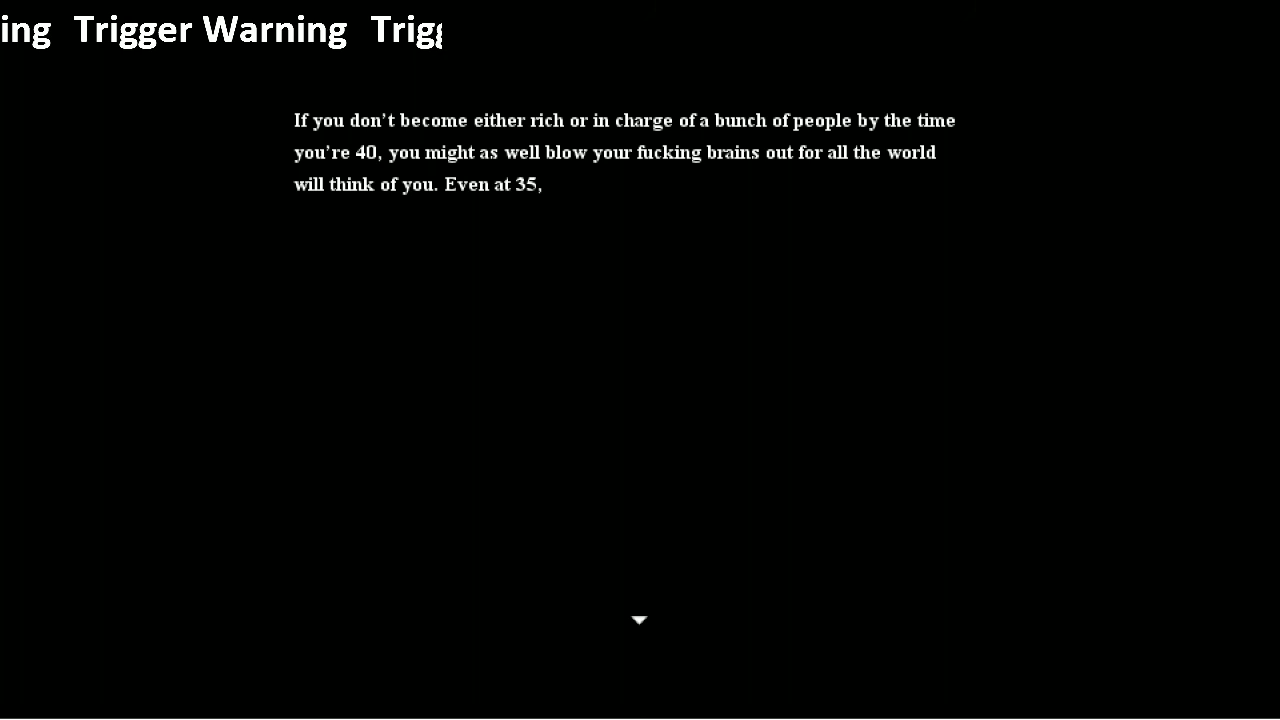 ing Trigger Warning Trigg
If you don't become either rich or in charge of a bunch of people by the time
you're 40, you might as well blow your fucking brains out for all the world
will think of you. Even at 35,